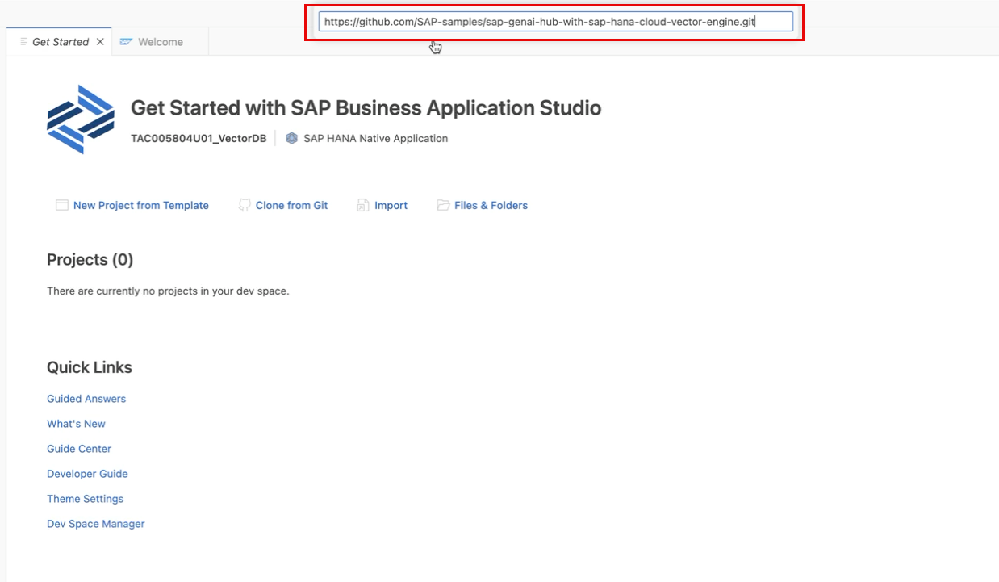 https://github.com/SAP-samples/sap-genai-hub-with-sap-hana-cloud-vector-engine.git
Get Started
SAP Welcome
Get Started with SAP Business Application Studio
TAC005804U01_VectorDB SAP HANA Native Application
New Project from Template Clone from Git Import Files & Folders
Projects (0)
There are currently no projects in your dev space.
Quick Links
Guided Answers
What's New
Guide Center
Developer Guide
Theme Settings
Dev Space Manager